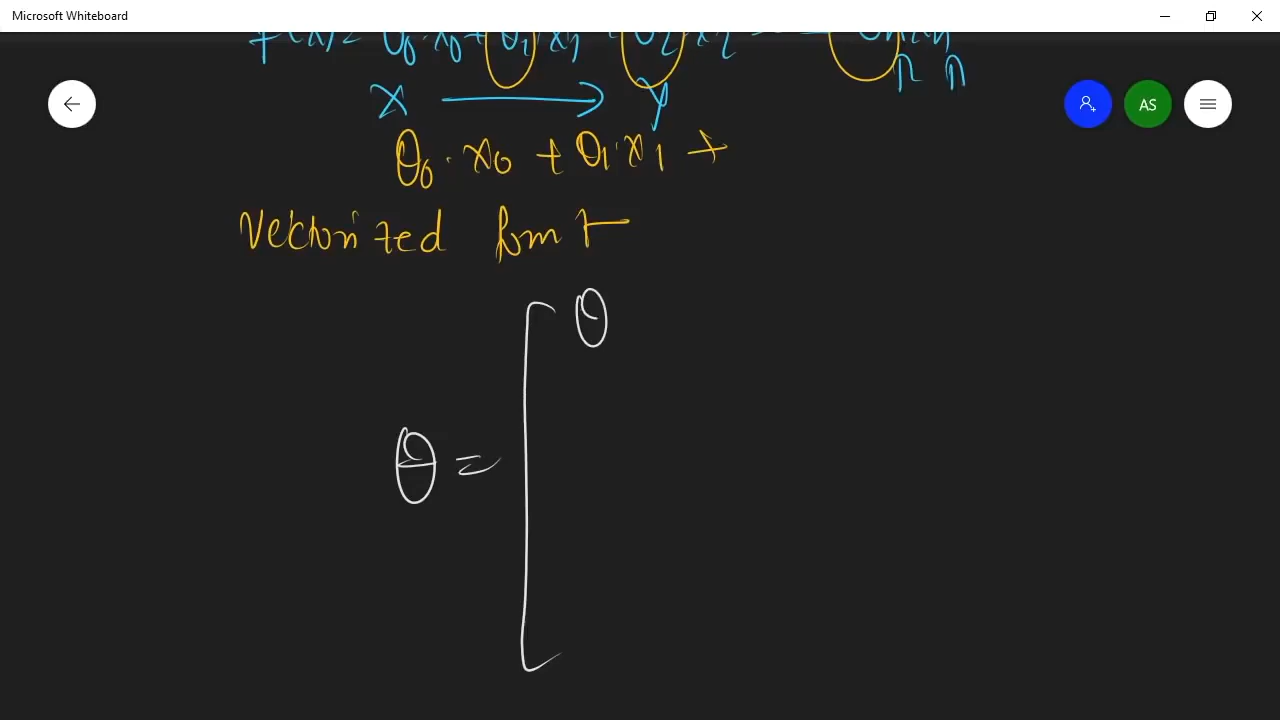 Microsoft Whiteboard
AS
X → Y
θ0 · x0 + θ1 · x1 +
Vectorized form
θ = [ θ